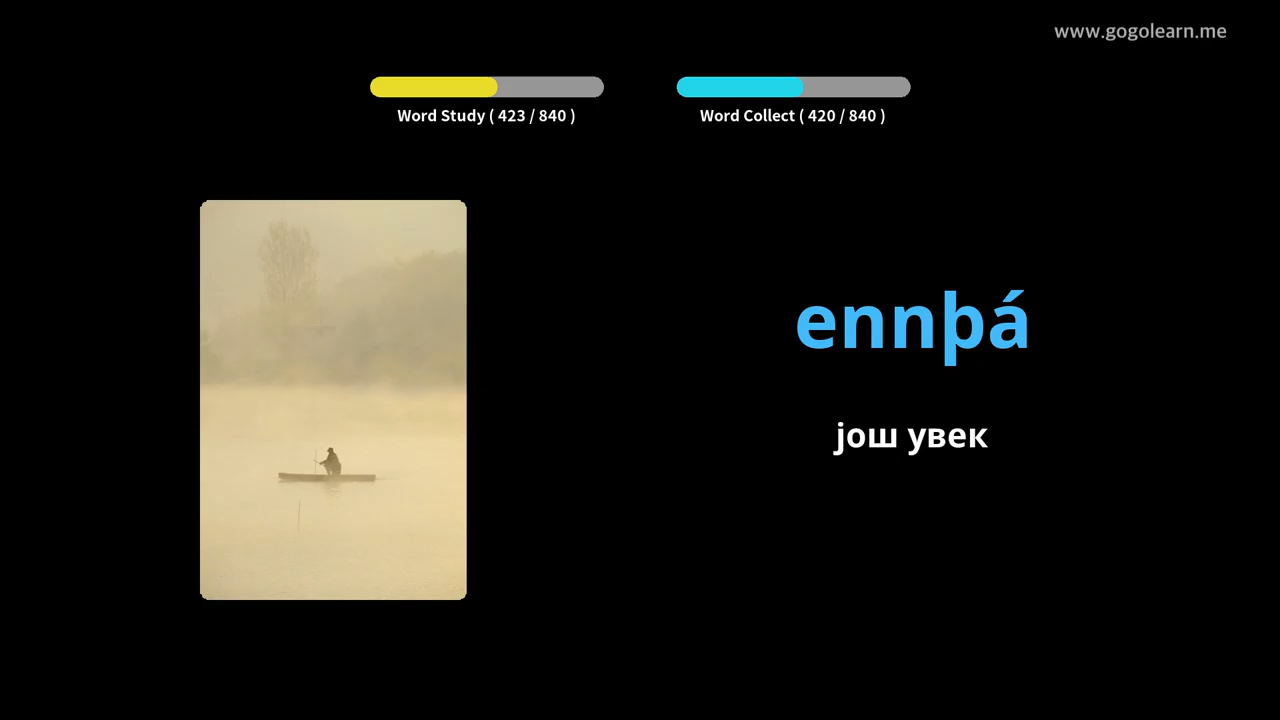 www.gogolearn.me
Word Study ( 423 / 840 )
Word Collect ( 420 / 840 )
ennþá
још увек